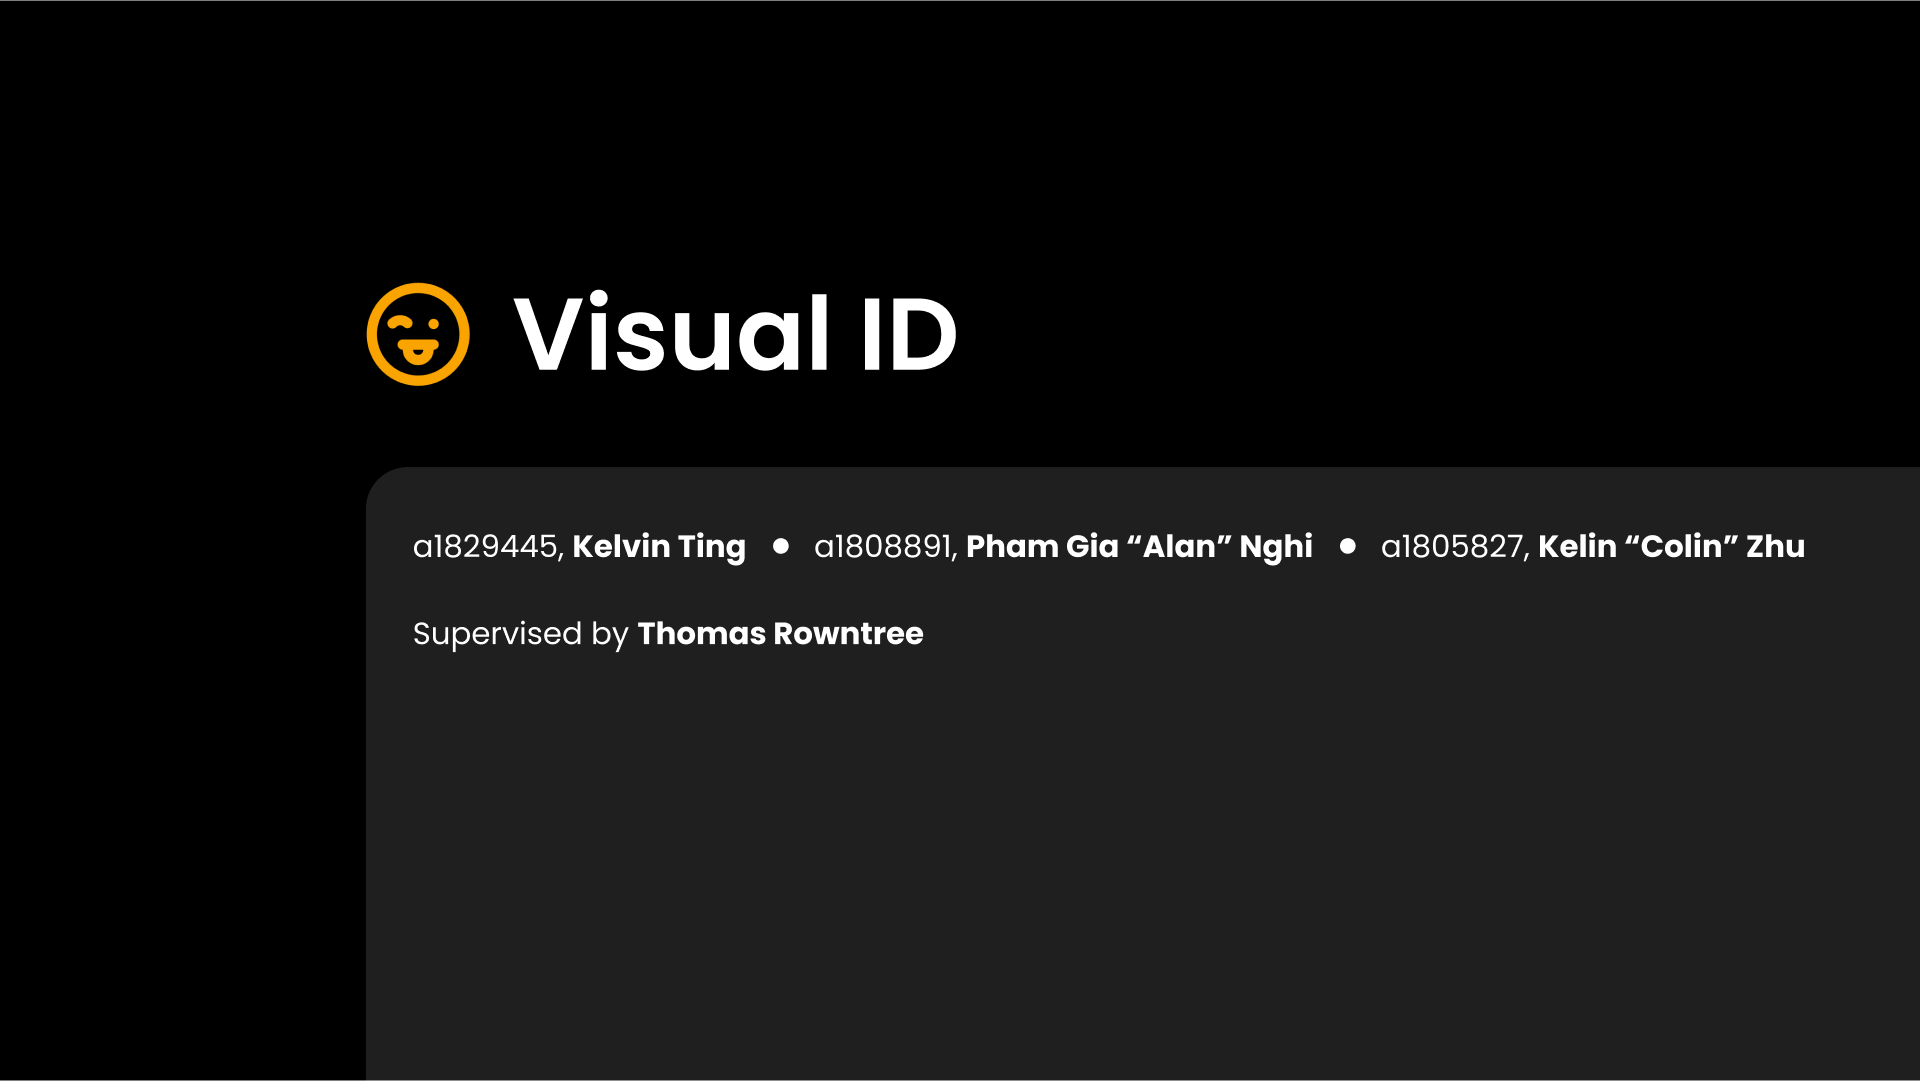 Visual ID
a1829445, Kelvin Ting ● a1808891, Pham Gia “Alan” Nghi ● a1805827, Kelin “Colin” Zhu
Supervised by Thomas Rowntree